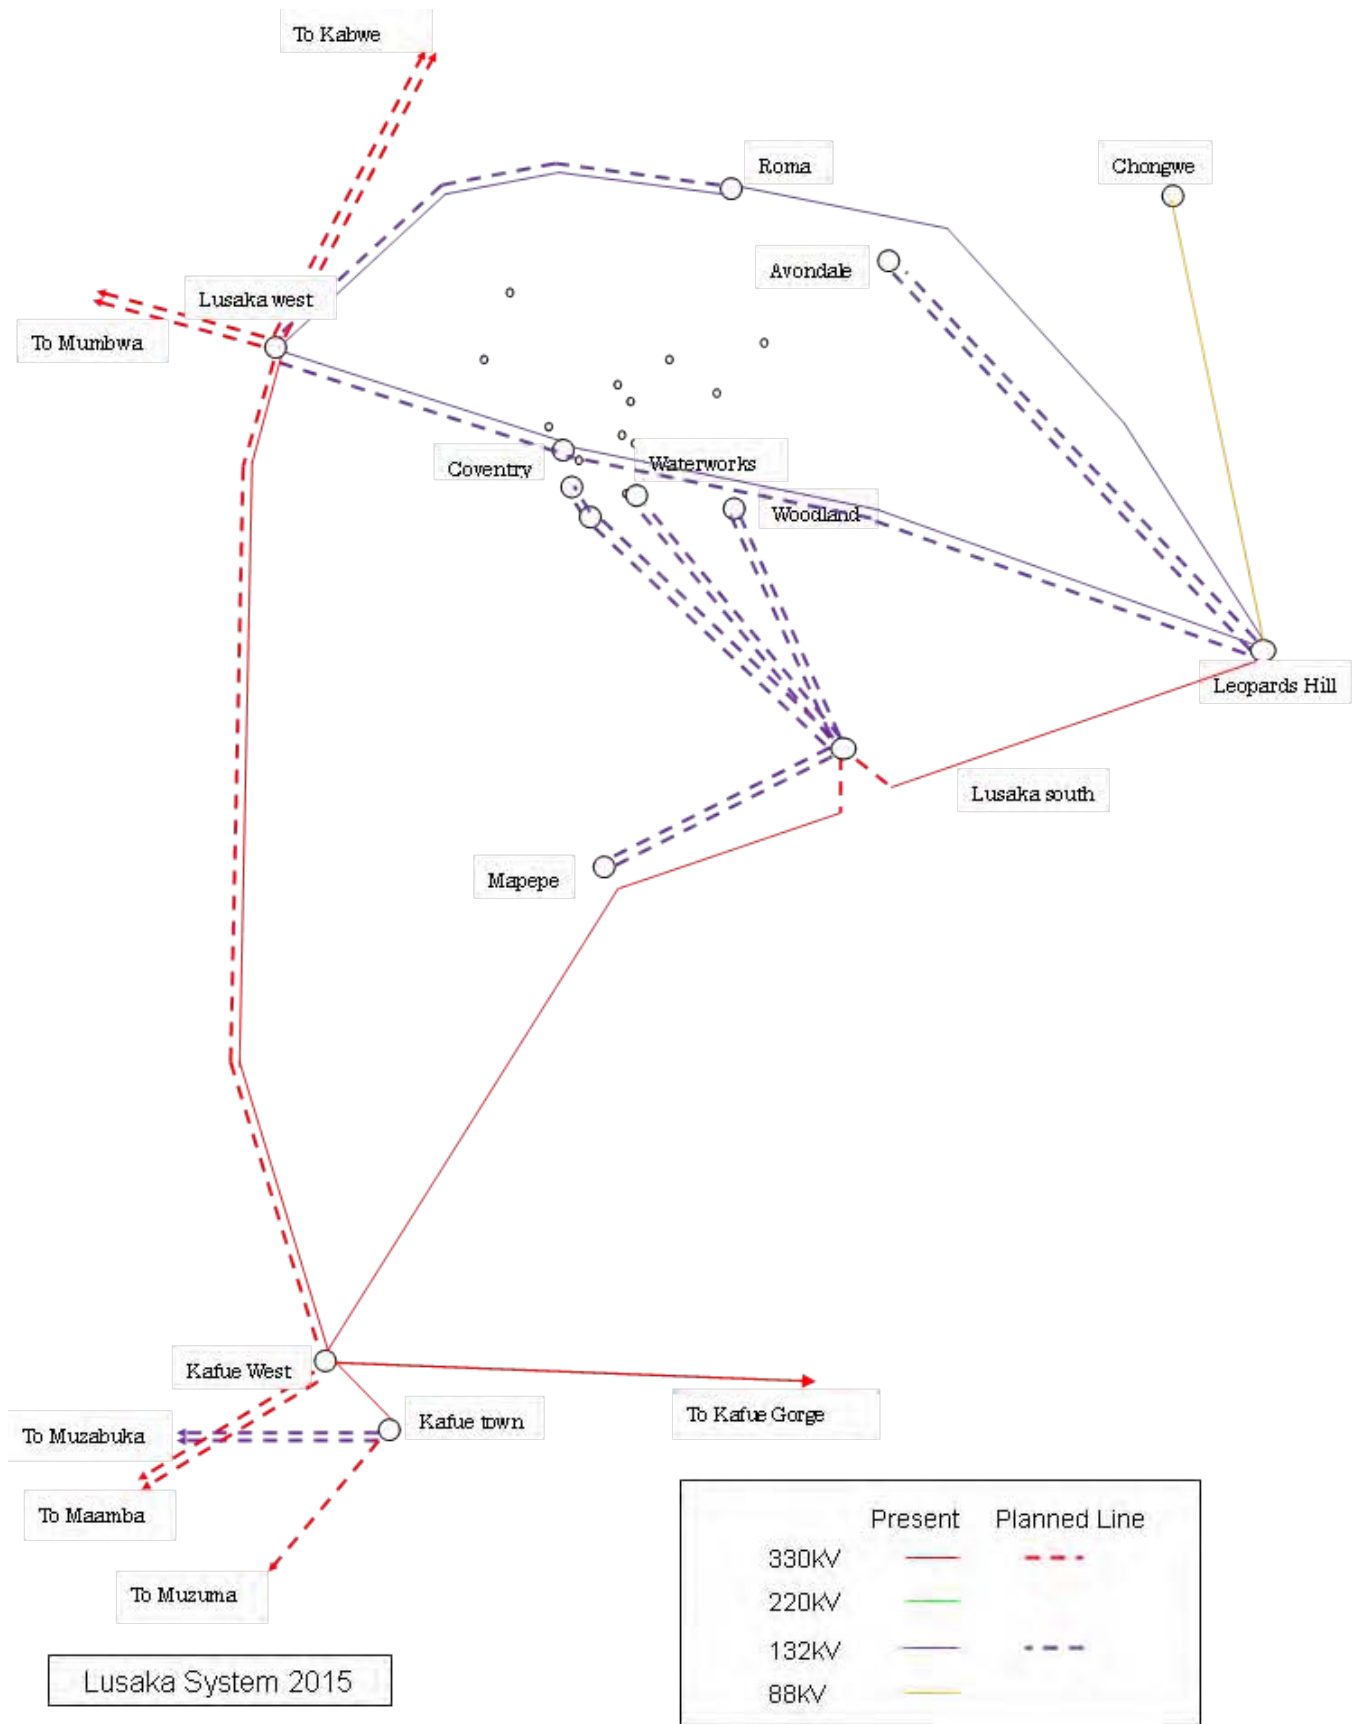 To Kabwe
Roma
Chongwe
Avondale
Lusaka west
To Mumbwa
Coventry
Waterworks
Woodland
Leopards Hill
Lusaka south
Mapepe
Kafue West
To Kafue Gorge
Kafue town
To Muzabuka
To Maamba
To Muzuma
Present Planned Line
330KV
220KV
132KV
88KV
Lusaka System 2015